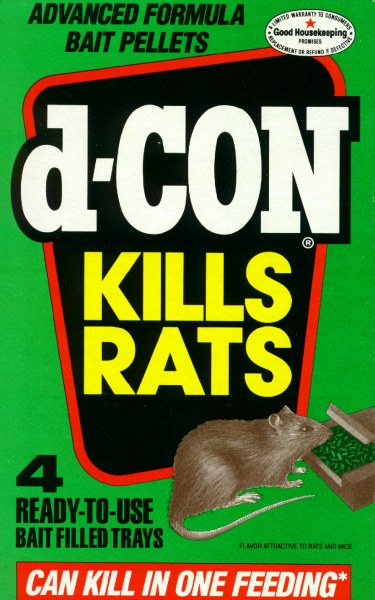 ADVANCED FORMULA
BAIT PELLETS
A LIMITED WARRANTY TO CONSUMERS
Good Housekeeping
PROMISES
REPLACEMENT OR REFUND IF DEFECTIVE
d-CON®
KILLS
RATS
4
READY-TO-USE
BAIT FILLED TRAYS
FLAVOR ATTRACTIVE TO RATS AND MICE
CAN KILL IN ONE FEEDING*